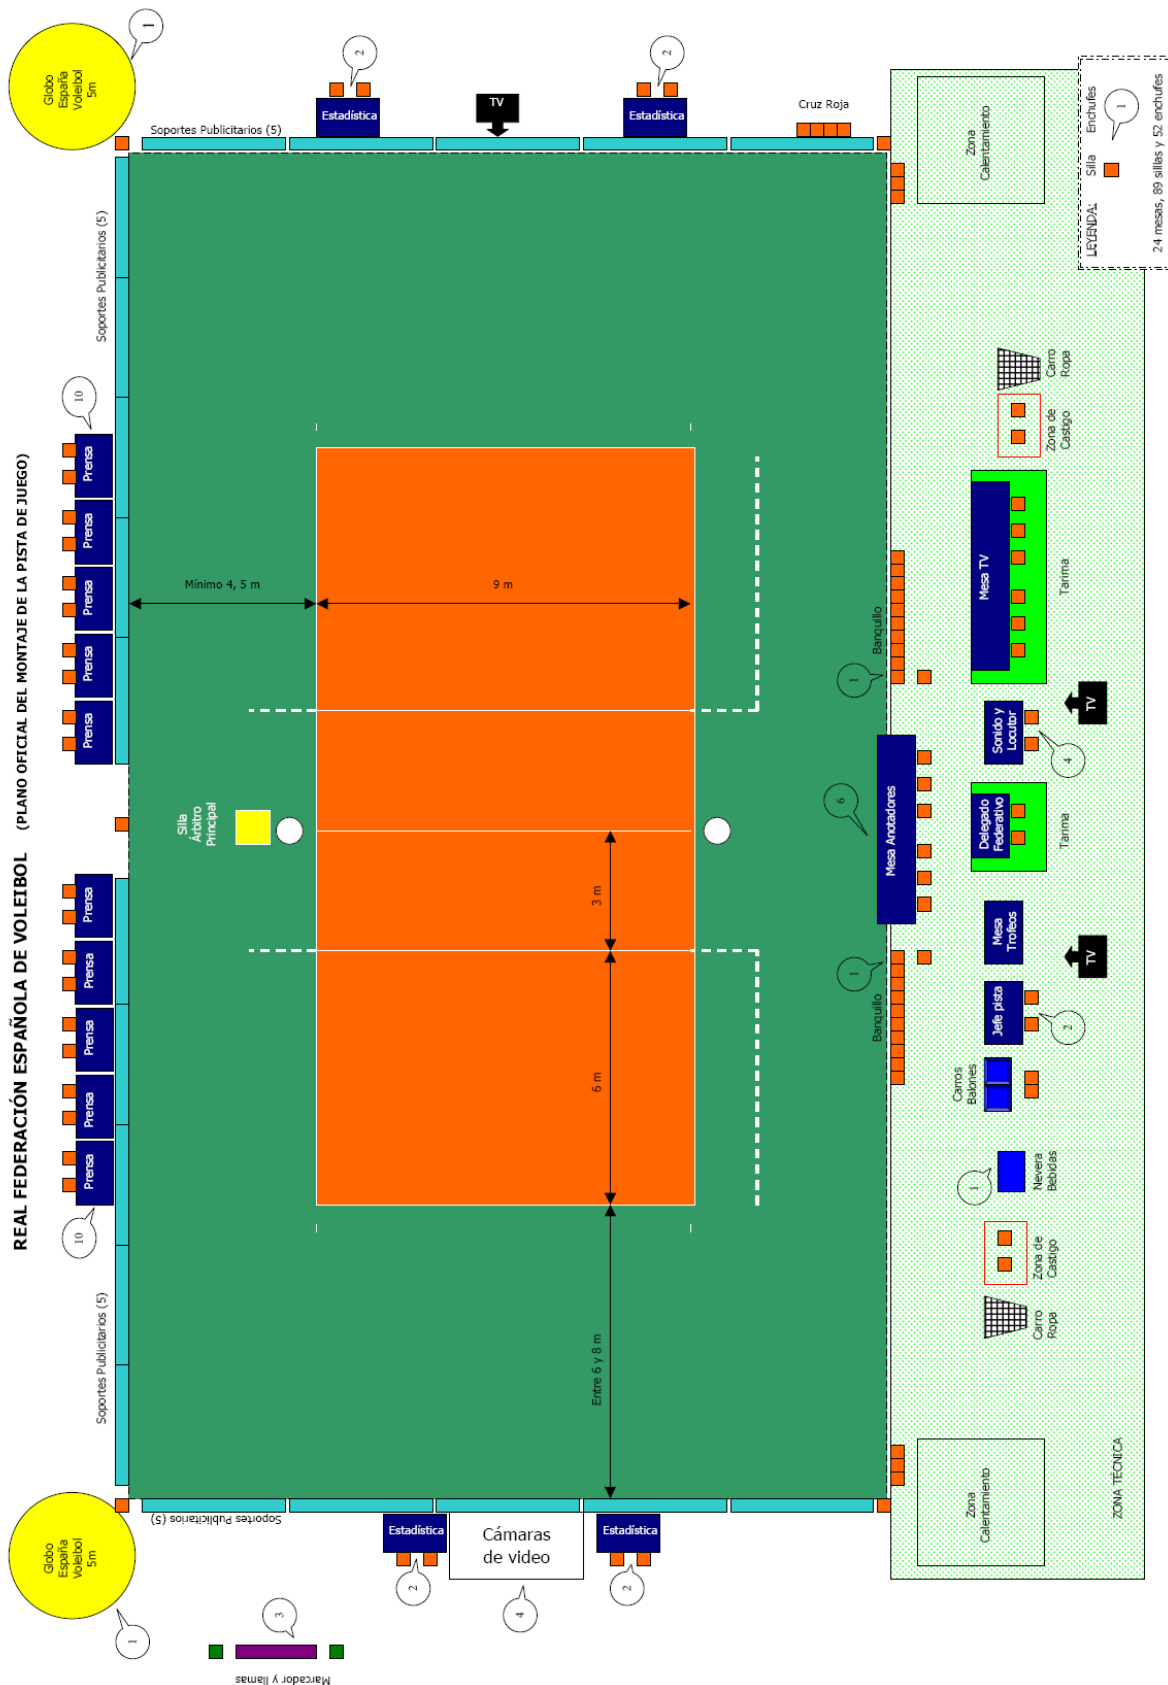 REAL FEDERACIÓN ESPAÑOLA DE VOLEIBOL (PLANO OFICIAL DEL MONTAJE DE LA PISTA DE JUEGO)
Globo
España
Voleibol
5m
1
Globo
España
Voleibol
5m
1
10
Prensa
Prensa
Prensa
Prensa
Prensa
Prensa
Prensa
Prensa
Prensa
Prensa
10
Soportes Publicitarios (5)
Soportes Publicitarios (5)
Soportes Publicitarios (5)
Soportes Publicitarios (5)
Marcador y llamas
3
Estadística
2
Cámaras
de video
4
Estadística
2
Estadística
2
TV
Estadística
2
Cruz Roja
Silla
Árbitro
Principal
Mínimo 4, 5 m
9 m
3 m
6 m
Entre 6 y 8 m
Banquillo
1
Mesa Anotadores
6
Banquillo
1
Zona
Calentamiento
Carro
Ropa
Zona de
Castigo
Nevera
Bebidas
1
Carros
Balones
Jefe pista
2
Mesa
Trofeos
TV
Delegado
Federativo
Tarima
Sonido y
Locutor
4
TV
Mesa TV
Tarima
Zona de
Castigo
Carro
Ropa
Zona
Calentamiento
ZONA TÉCNICA
LEYENDA: Silla Enchufes
1
24 mesas, 89 sillas y 52 enchufes